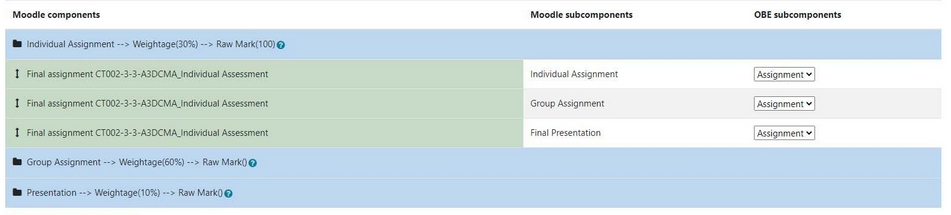 Moodle components Moodle subcomponents OBE subcomponents
Individual Assignment --> Weightage(30%) --> Raw Mark(100) ?
Final assignment CT002-3-3-A3DCMA_Individual Assessment Individual Assignment Assignment
Final assignment CT002-3-3-A3DCMA_Individual Assessment Group Assignment Assignment
Final assignment CT002-3-3-A3DCMA_Individual Assessment Final Presentation Assignment
Group Assignment --> Weightage(60%) --> Raw Mark() ?
Presentation --> Weightage(10%) --> Raw Mark() ?